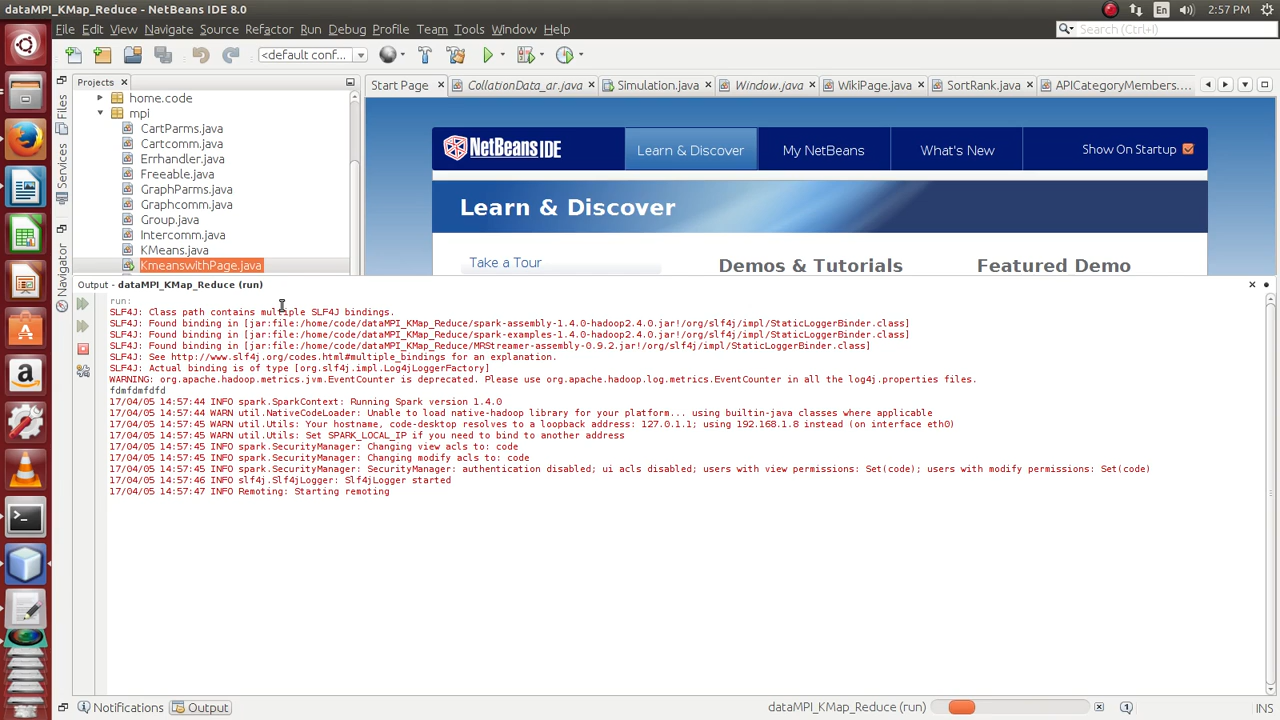 dataMPI_KMap_Reduce - NetBeans IDE 8.0
En
2:57 PM
File Edit View Navigate Source Refactor Run Debug Profile Team Tools Window Help
Search (Ctrl+I)
<default conf...
Projects
Start Page
CollationData_ar.java
Simulation.java
Window.java
WikiPage.java
SortRank.java
APICategoryMembers....
Files
Services
Navigator
home.code
mpi
CartParms.java
Cartcomm.java
Errhandler.java
Freeable.java
GraphParms.java
Graphcomm.java
Group.java
Intercomm.java
KMeans.java
KmeanswithPage.java
NetBeans IDE
Learn & Discover
My NetBeans
What's New
Show On Startup
Learn & Discover
Take a Tour
Demos & Tutorials
Featured Demo
Output - dataMPI_KMap_Reduce (run)
run:
SLF4J: Class path contains multiple SLF4J bindings.
SLF4J: Found binding in [jar:file:/home/code/dataMPI_KMap_Reduce/spark-assembly-1.4.0-hadoop2.4.0.jar!/org/slf4j/impl/StaticLoggerBinder.class]
SLF4J: Found binding in [jar:file:/home/code/dataMPI_KMap_Reduce/spark-examples-1.4.0-hadoop2.4.0.jar!/org/slf4j/impl/StaticLoggerBinder.class]
SLF4J: Found binding in [jar:file:/home/code/dataMPI_KMap_Reduce/MRStreamer-assembly-0.9.2.jar!/org/slf4j/impl/StaticLoggerBinder.class]
SLF4J: See http://www.slf4j.org/codes.html#multiple_bindings for an explanation.
SLF4J: Actual binding is of type [org.slf4j.impl.Log4jLoggerFactory]
WARNING: org.apache.hadoop.metrics.jvm.EventCounter is deprecated. Please use org.apache.hadoop.log.metrics.EventCounter in all the log4j.properties files.
fdmfdmfdfd
17/04/05 14:57:44 INFO spark.SparkContext: Running Spark version 1.4.0
17/04/05 14:57:44 WARN util.NativeCodeLoader: Unable to load native-hadoop library for your platform... using builtin-java classes where applicable
17/04/05 14:57:45 WARN util.Utils: Your hostname, code-desktop resolves to a loopback address: 127.0.1.1; using 192.168.1.8 instead (on interface eth0)
17/04/05 14:57:45 WARN util.Utils: Set SPARK_LOCAL_IP if you need to bind to another address
17/04/05 14:57:45 INFO spark.SecurityManager: Changing view acls to: code
17/04/05 14:57:45 INFO spark.SecurityManager: Changing modify acls to: code
17/04/05 14:57:45 INFO spark.SecurityManager: SecurityManager: authentication disabled; ui acls disabled; users with view permissions: Set(code); users with modify permissions: Set(code)
17/04/05 14:57:46 INFO slf4j.Slf4jLogger: Slf4jLogger started
17/04/05 14:57:47 INFO Remoting: Starting remoting
Notifications
Output
dataMPI_KMap_Reduce (run)
1
INS